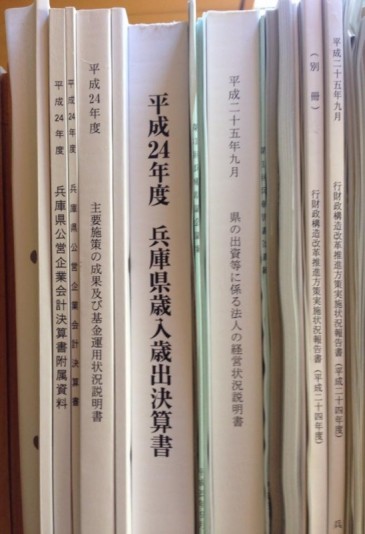 平成24年度 兵庫県公営企業会計決算書附属資料
平成24年度 兵庫県公営企業会計決算書
平成24年度 主要施策の成果及び基金運用状況説明書
平成24年度 兵庫県歳入歳出決算書
平成二十五年九月 県の出資等に係る法人の経営状況説明書
(別冊) 行財政構造改革推進方策実施状況報告書(平成二十四年度)
平成二十五年九月 行財政構造改革推進方策実施状況報告書(平成二十四年度) 兵